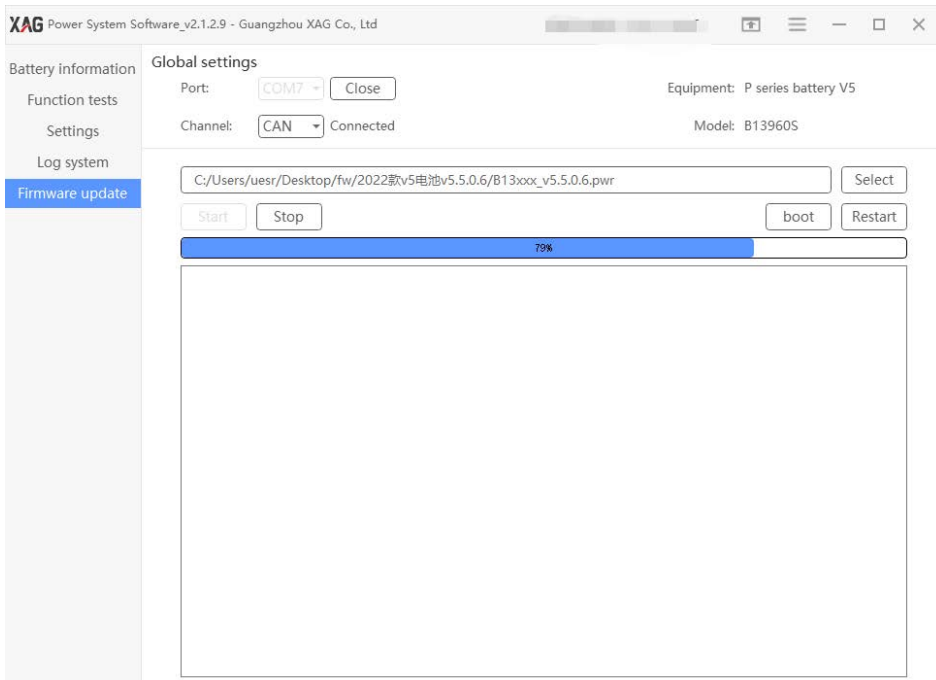 XAG Power System Software_v2.1.2.9 - Guangzhou XAG Co., Ltd
Battery information
Function tests
Settings
Log system
Firmware update
Global settings
Port: COM7 Close
Equipment: P series battery V5
Channel: CAN Connected
Model: B13960S
C:/Users/uesr/Desktop/fw/2022款v5电池v5.5.0.6/B13xxx_v5.5.0.6.pwr Select
Start Stop boot Restart
79%